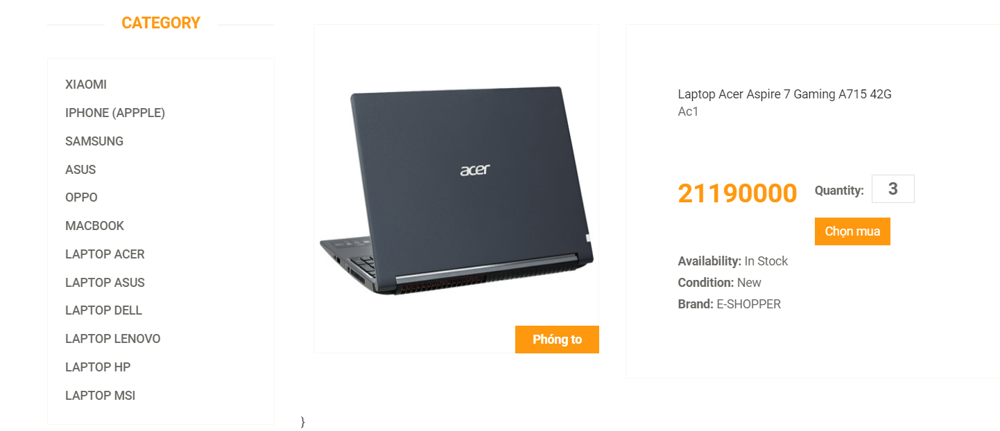 CATEGORY
XIAOMI
IPHONE (APPPLE)
SAMSUNG
ASUS
OPPO
MACBOOK
LAPTOP ACER
LAPTOP ASUS
LAPTOP DELL
LAPTOP LENOVO
LAPTOP HP
LAPTOP MSI
acer
Phóng to
}
Laptop Acer Aspire 7 Gaming A715 42G
Ac1
21190000 Quantity: 3
Chọn mua
Availability: In Stock
Condition: New
Brand: E-SHOPPER